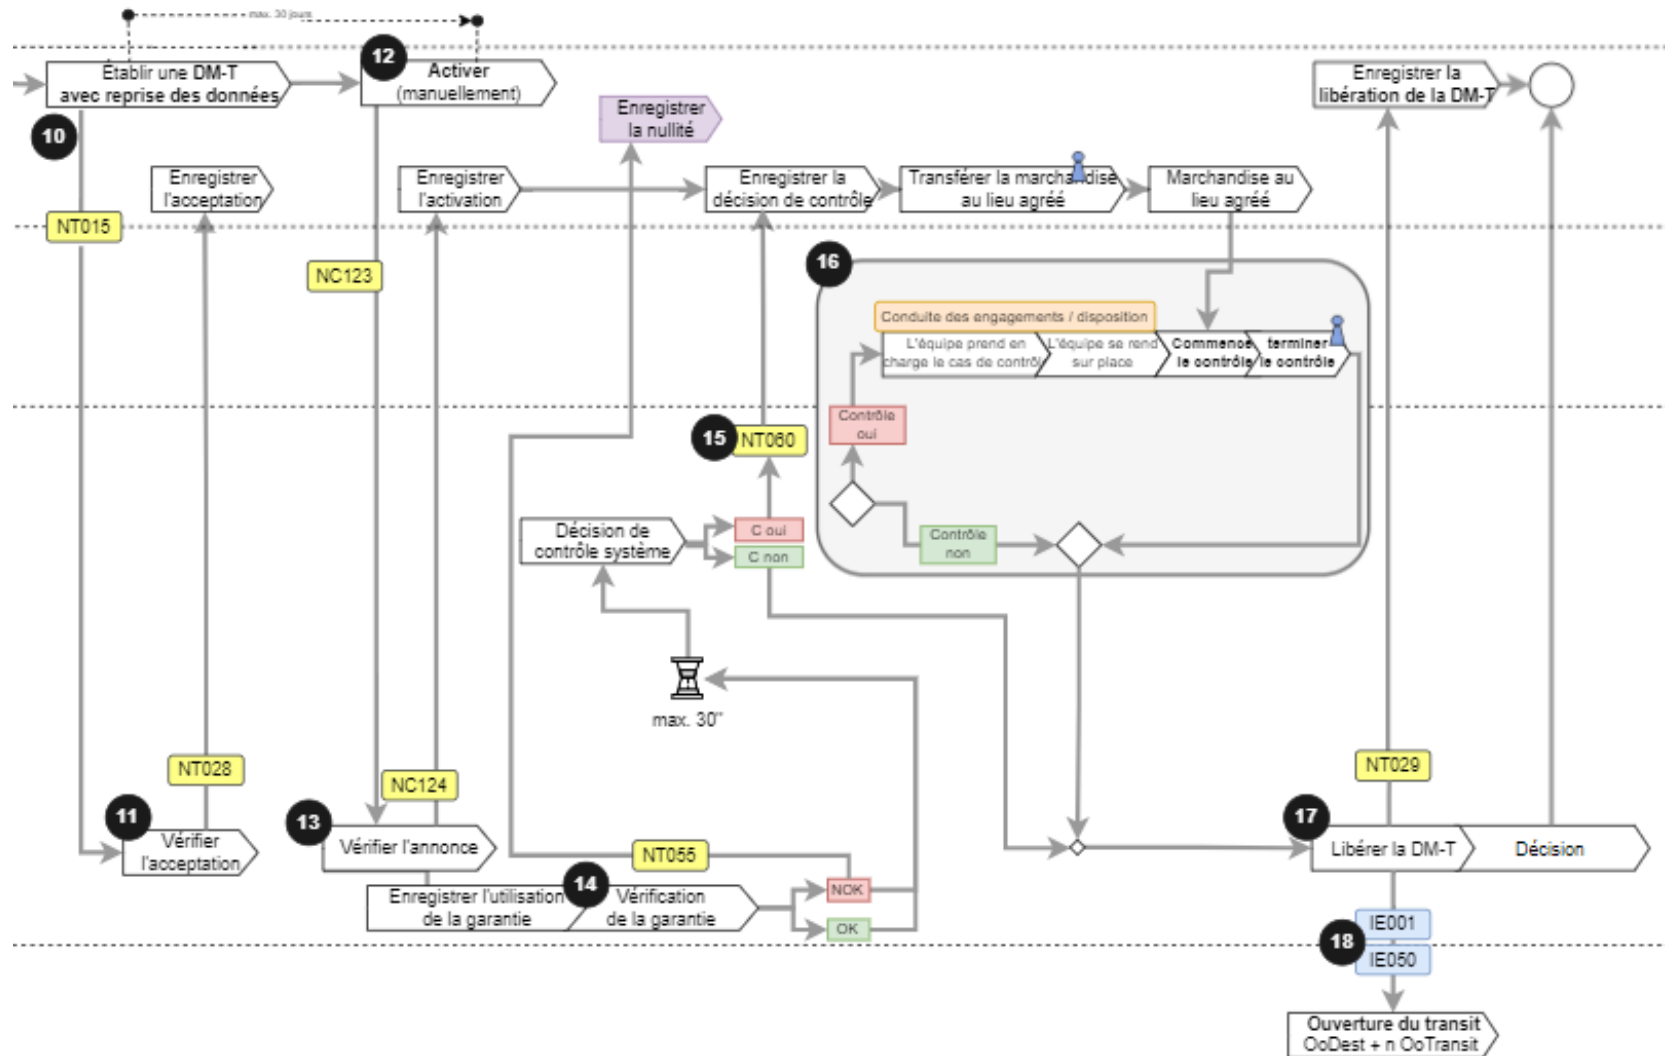 max. 30 jours
12
Etablir une DM-T
avec reprise des données
Activer
(manuellement)
Enregistrer la
libération de la DM-T
10
Enregistrer
la nullité
Enregistrer
l'acceptation
Enregistrer
l'activation
Enregistrer la
décision de contrôle
Transférer la marchandise
au lieu agréé
Marchandise au
lieu agréé
NT015
NC123
16
Conduite des engagements / disposition
L'équipe prend en
charge le cas de contrôle
L'équipe se rend
sur place
Commence
le contrôle
terminer
le contrôle
Contrôle
oui
15
NT060
Décision de
contrôle système
C oui
C non
Contrôle
non
max. 30"
NT028
NC124
NT029
11
Vérifier
l'acceptation
13
Vérifier l'annonce
NT055
17
Libérer la DM-T
Décision
14
Enregistrer l'utilisation
de la garantie
Vérification
de la garantie
NOK
OK
IE001
18
IE050
Ouverture du transit
OoDest + n OoTransit